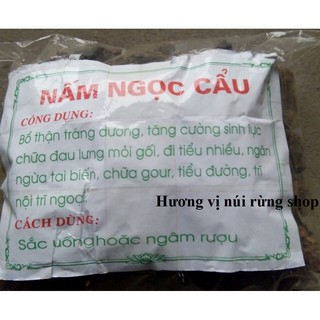 NẤM NGỌC CẨU
CÔNG DỤNG:
Bổ thận tráng dương, tăng cường sinh lực
chữa đau lưng mỏi gối, đi tiểu nhiều, ngăn
ngừa tai biến, chữa gour, tiểu đường, trĩ
nội trĩ ngoại.
Hương vị núi rừng shop
CÁCH DÙNG:
Sắc uống hoặc ngâm rượu